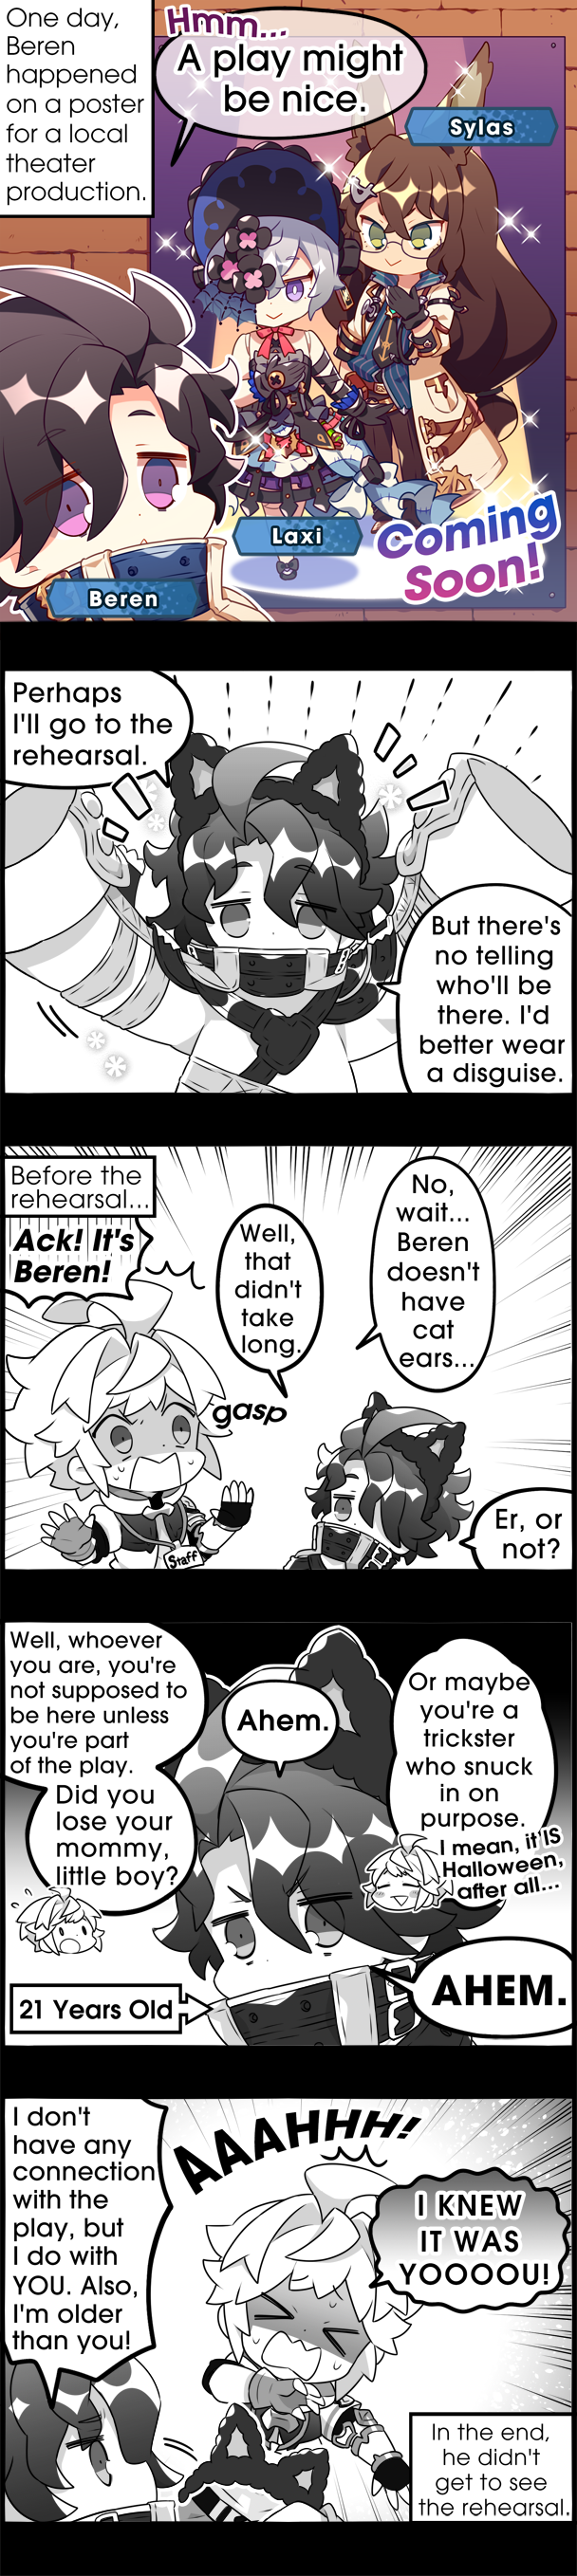 One day,
Beren
happened
on a poster
for a local
theater
production.
Hmm...
A play might
be nice.
Sylas
Laxi
Beren
Coming
Soon!
Perhaps
I'll go to the
rehearsal.
But there's
no telling
who'll be
there. I'd
better wear
a disguise.
Before the
rehearsal...
Ack! It's
Beren!
Well,
that
didn't
take
long.
No,
wait...
Beren
doesn't
have
cat
ears...
gasp
Er, or
not?
Staff
Well, whoever
you are, you're
not supposed to
be here unless
you're part
of the play.
Did you
lose your
mommy,
little boy?
Ahem.
Or maybe
you're a
trickster
who snuck
in on
purpose.
I mean, it IS
Halloween,
after all...
21 Years Old
AHEM.
I don't
have any
connection
with the
play, but
I do with
YOU. Also,
I'm older
than you!
AAAHHH!
I KNEW
IT WAS
YOOOOU!
In the end,
he didn't
get to see
the rehearsal.